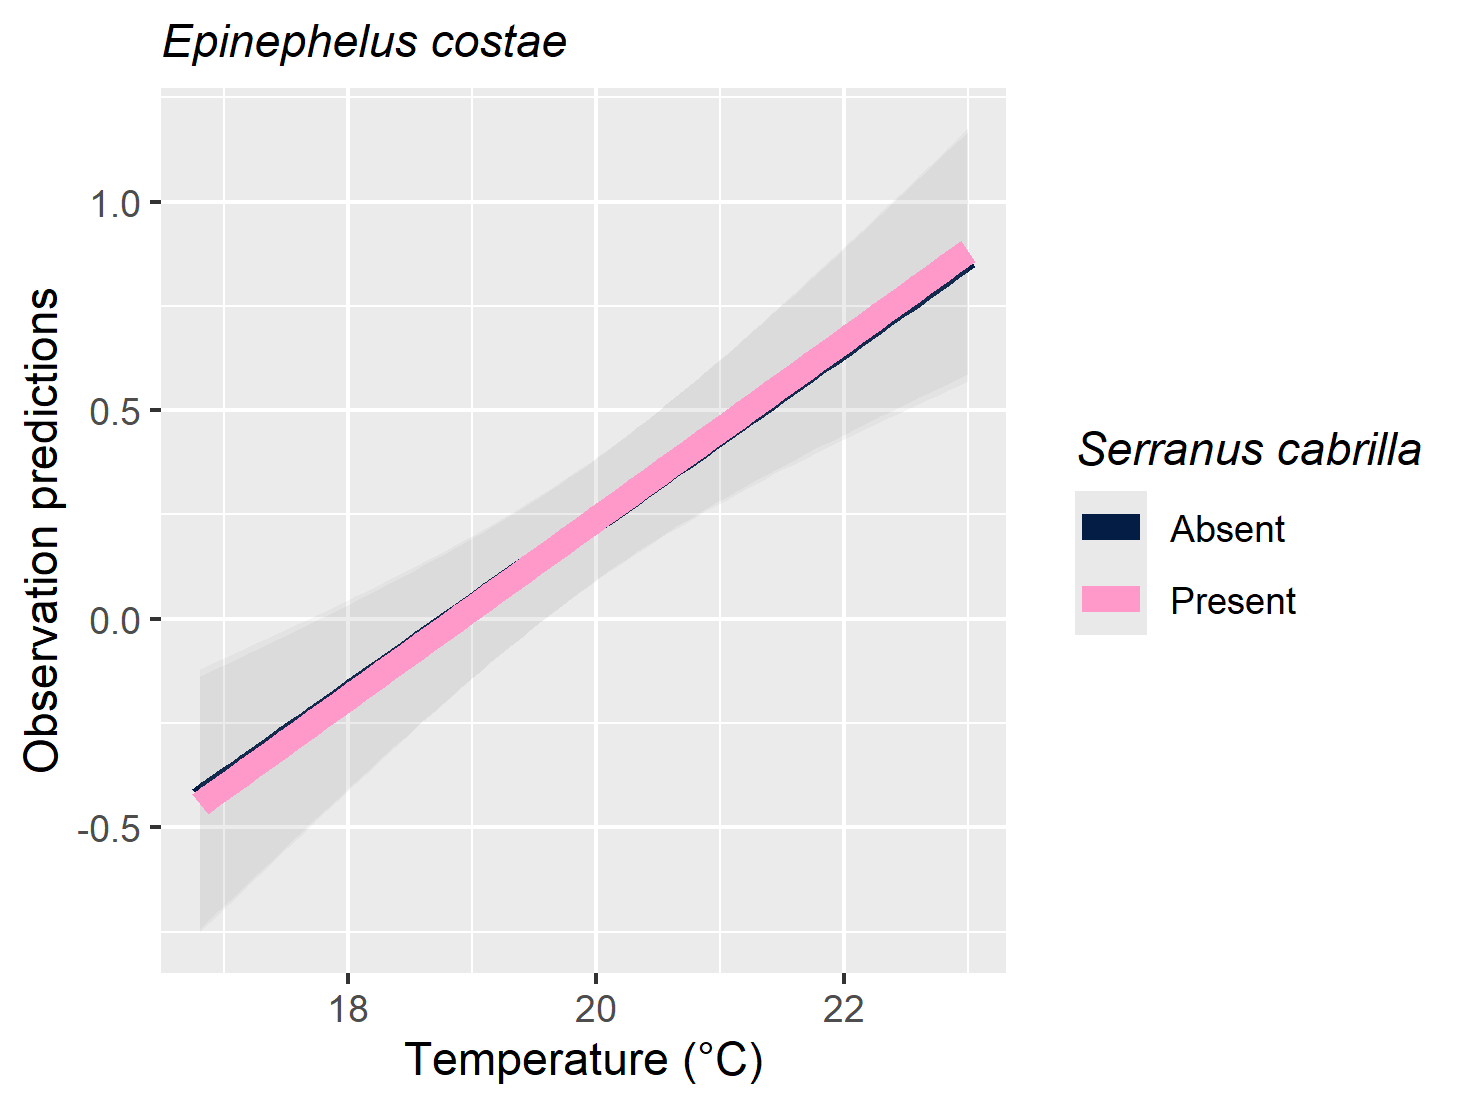 Epinephelus costae
Observation predictions
1.0
0.5
0.0
-0.5
18
20
22
Temperature (°C)
Serranus cabrilla
Absent
Present